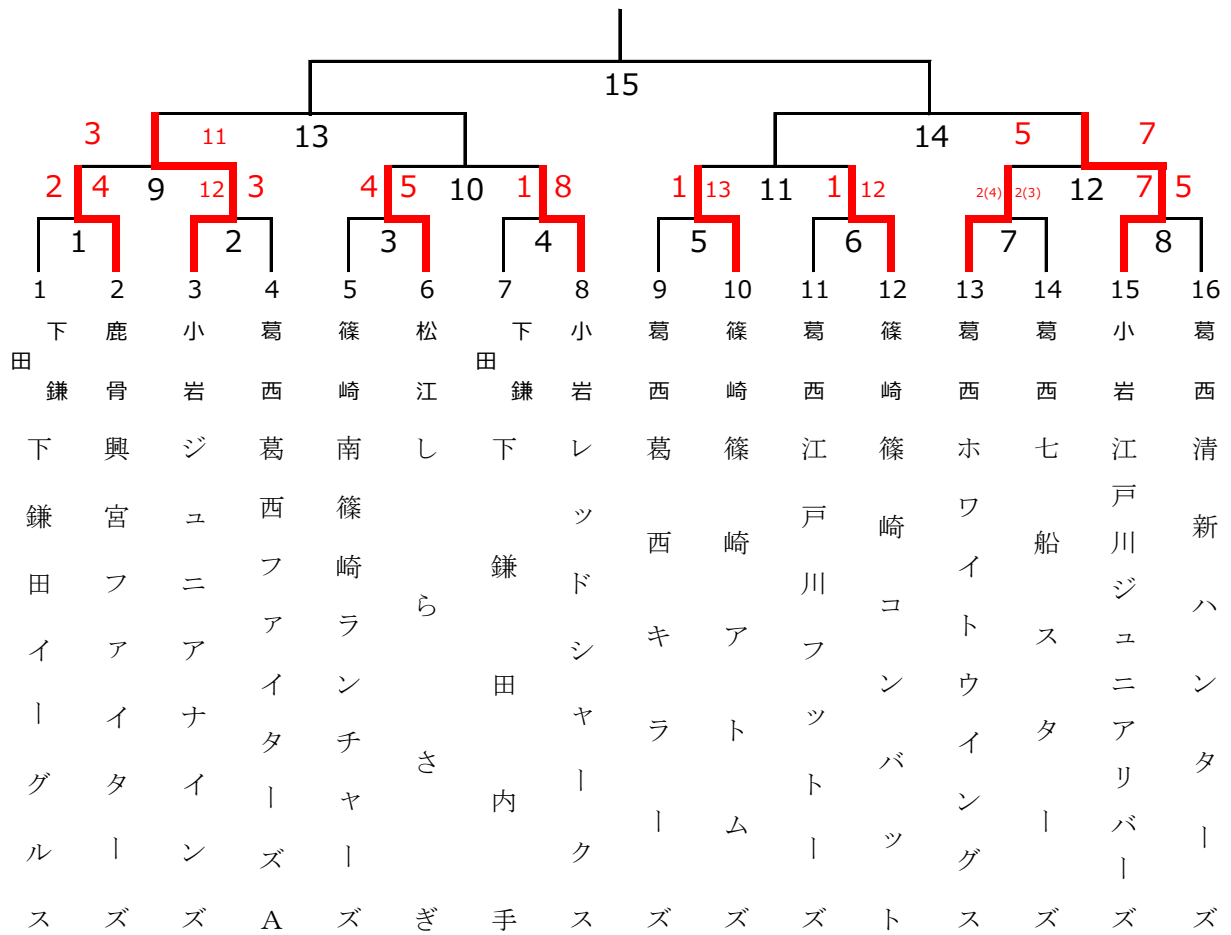 15
3
11
13
14
5
7
2
4
9
12
3
4
5
10
1
8
1
13
11
1
12
2(4)
2(3)
12
7
5
1
2
3
4
5
6
7
8
1
2
3
4
5
6
7
8
9
10
11
12
13
14
15
16
下鎌田
鹿骨
小岩
葛西
篠崎
松江
下鎌田
小岩
葛西
篠崎
葛西
篠崎
葛西
葛西
小岩
葛西
下鎌田イーグルス
興宮ファイターズ
ジュニアナインズ
葛西ファイターズA
南篠崎ランチャーズ
しらさぎ
下鎌田内手
レッドシャークス
葛西キラーズ
篠崎アトムズ
江戸川フットーズ
篠崎コンバット
ホワイトウイングス
七船スターズ
江戸川ジュニアリバーズ
清新ハンターズ